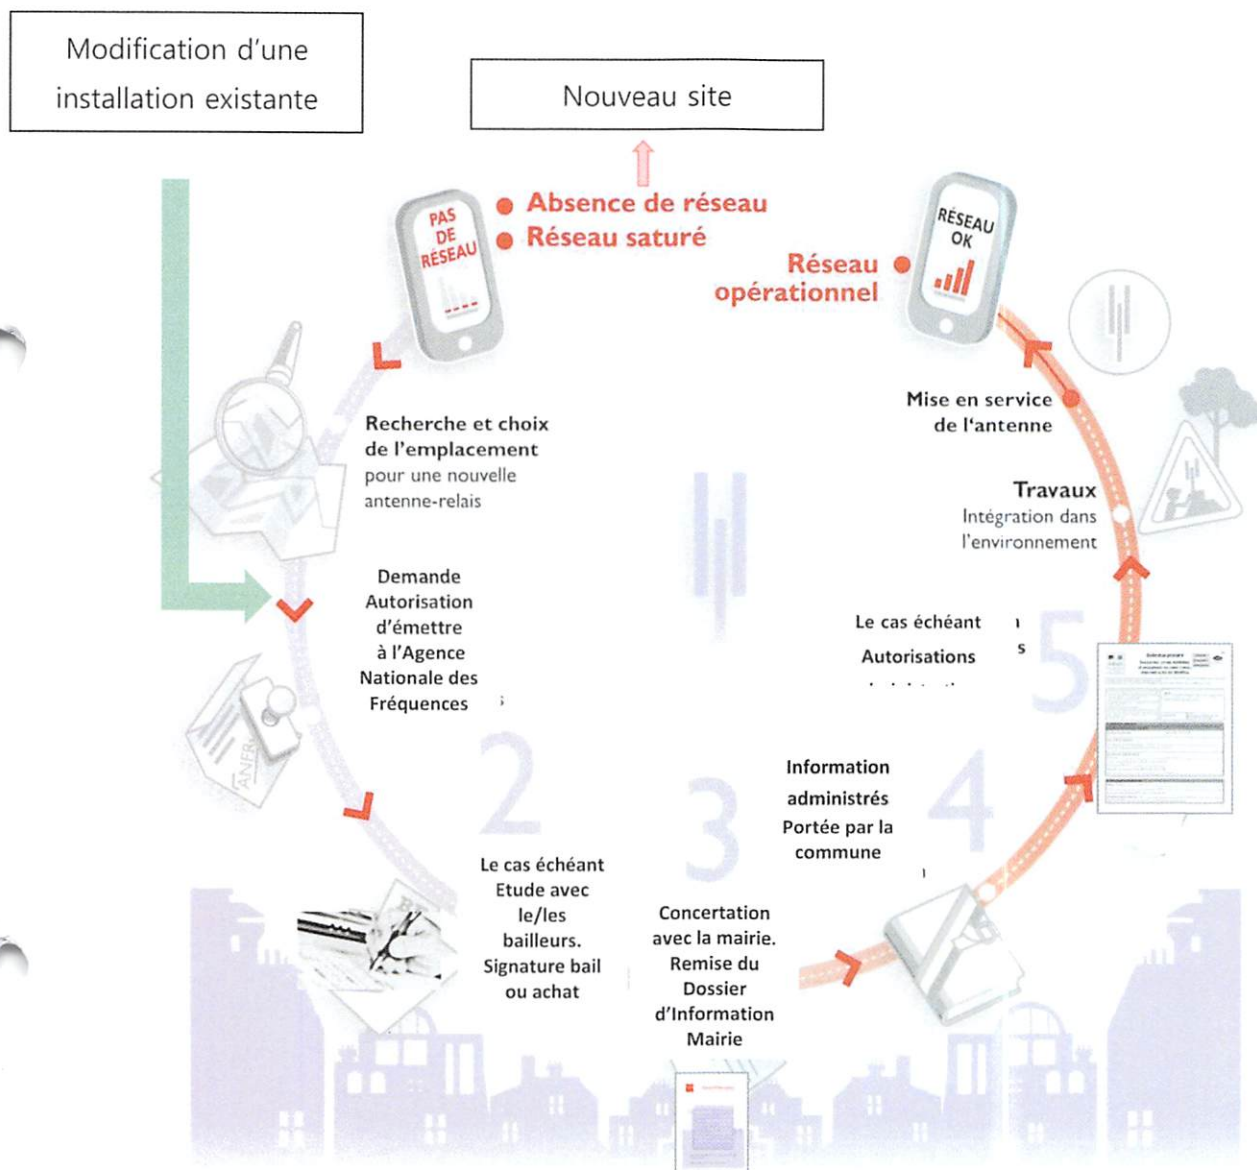 Modification d'une
installation existante
Nouveau site
PAS
DE
RÉSEAU
Absence de réseau
Réseau saturé
RÉSEAU
OK
Réseau
opérationnel
Mise en service
de l'antenne
Recherche et choix
de l'emplacement
pour une nouvelle
antenne-relais
Travaux
Intégration dans
l'environnement
Demande
Autorisation
d'émettre
à l'Agence
Nationale des
Fréquences
ANFR
Le cas échéant
Autorisations
5
2
3
4
Information
administrés
Portée par la
commune
Le cas échéant
Etude avec
le/les
bailleurs.
Signature bail
ou achat
Concertation
avec la mairie.
Remise du
Dossier
d'Information
Mairie